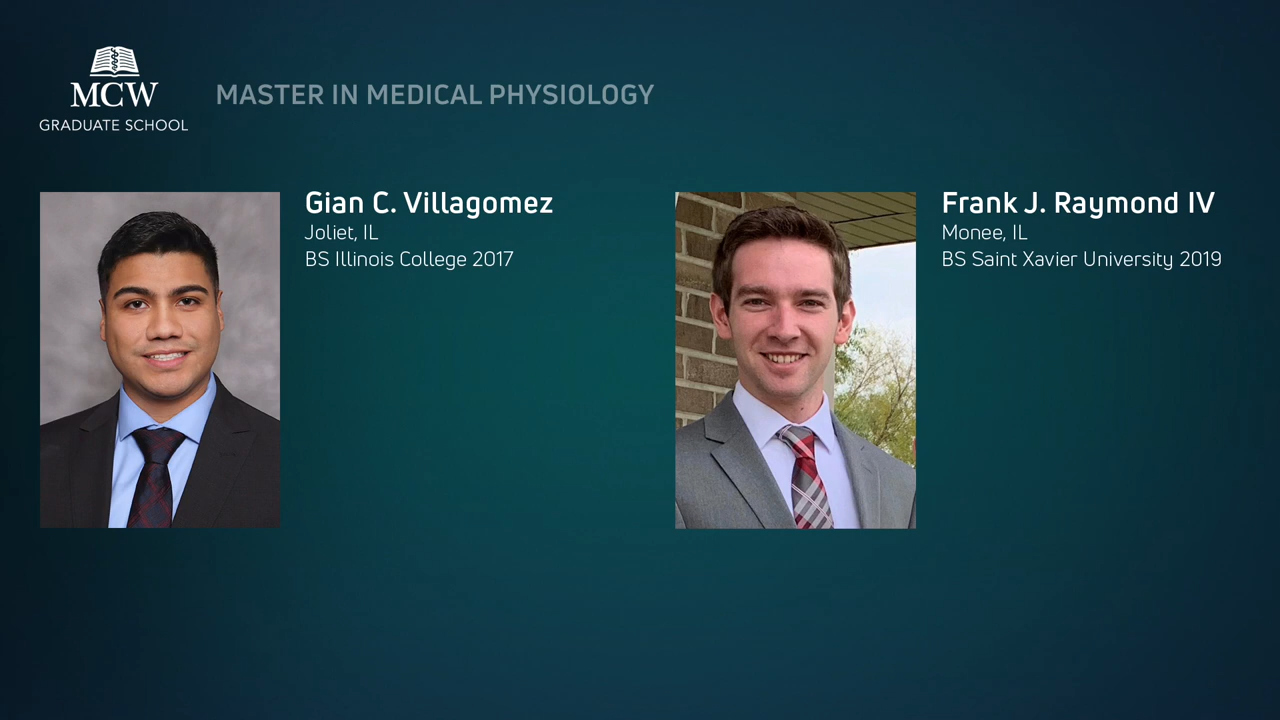 MCW
GRADUATE SCHOOL
MASTER IN MEDICAL PHYSIOLOGY
Gian C. Villagomez
Joliet, IL
BS Illinois College 2017
Frank J. Raymond IV
Monee, IL
BS Saint Xavier University 2019